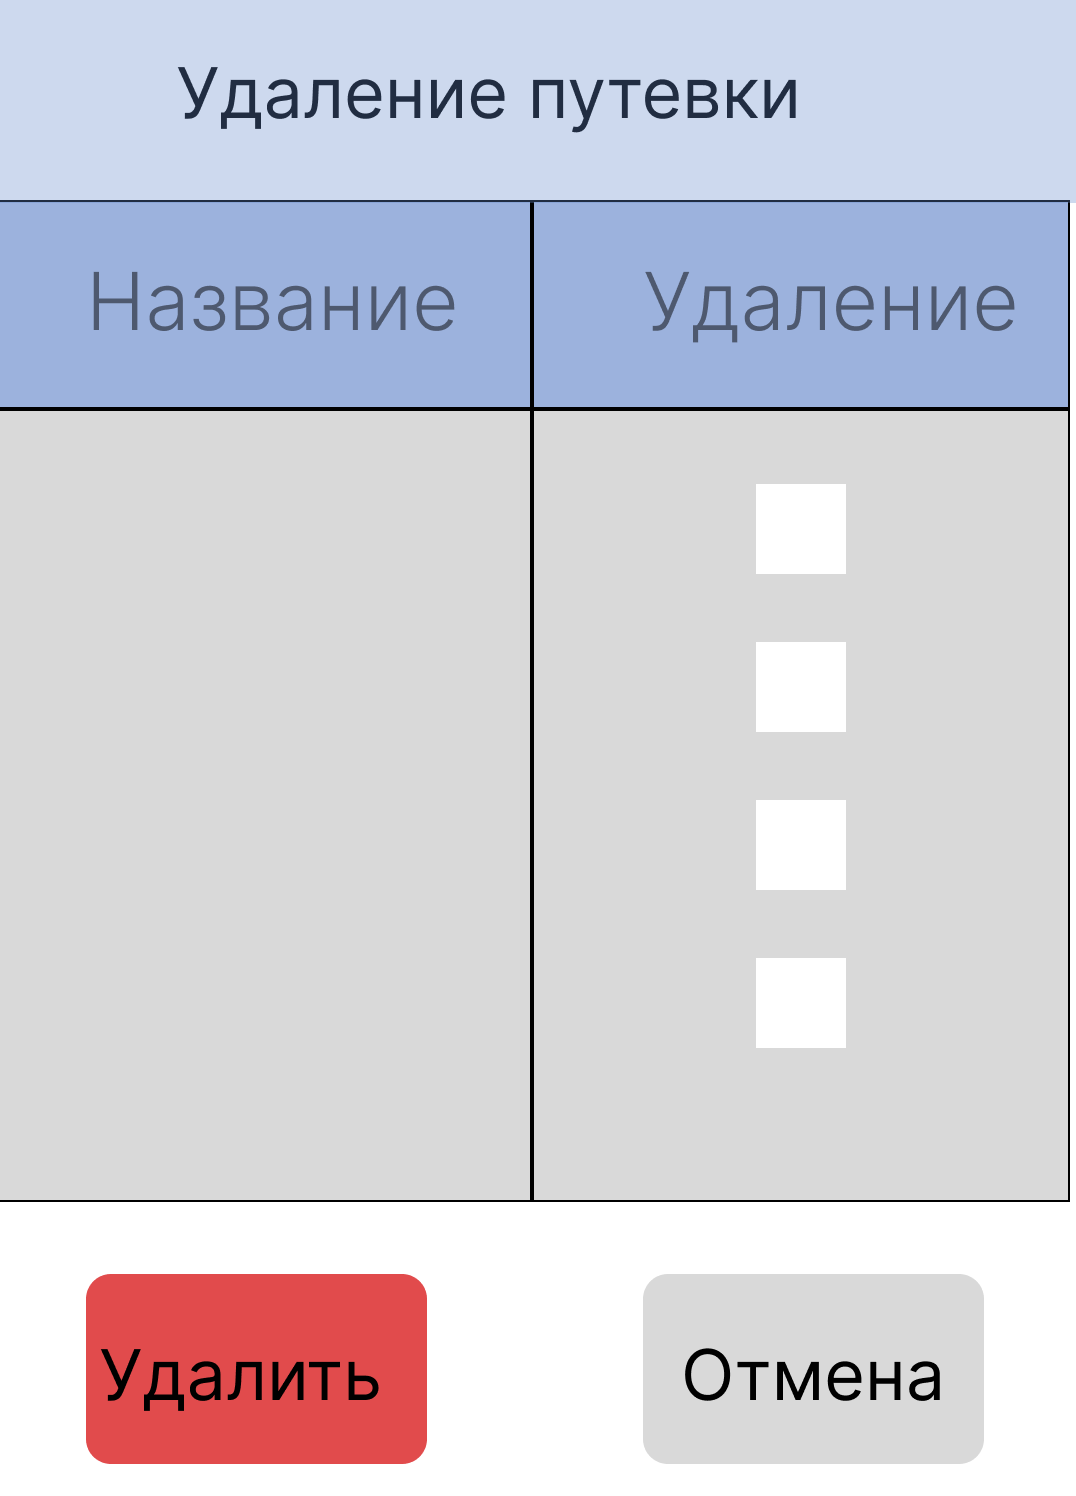 Удаление путевки
Название
Удаление
Удалить
Отмена